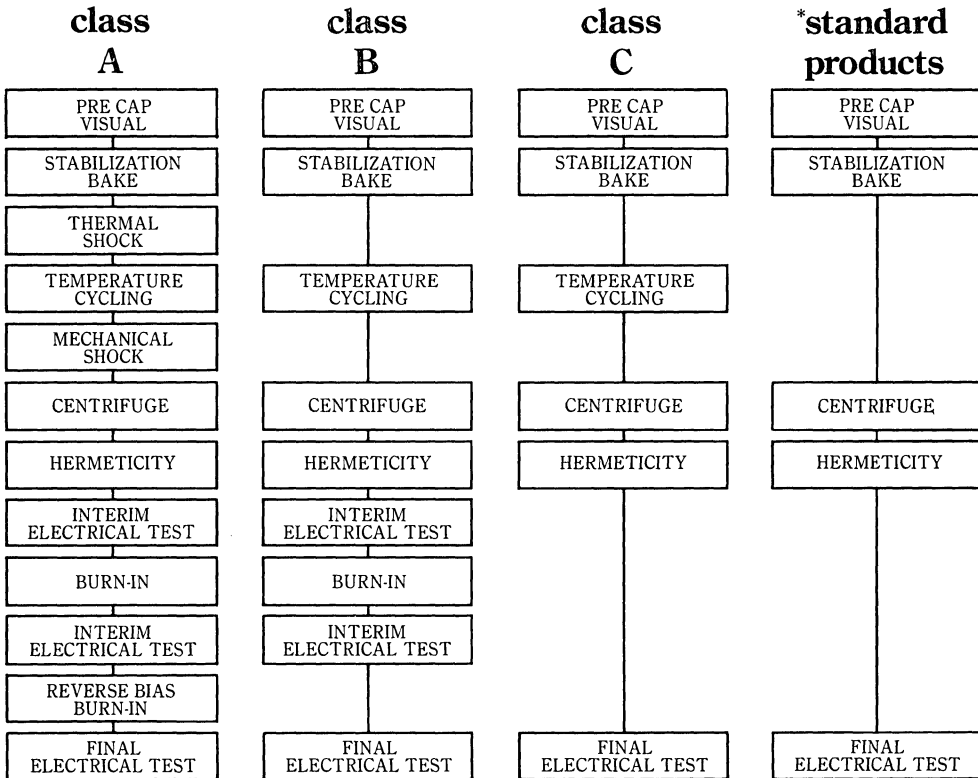 class
A
PRE CAP
VISUAL
STABILIZATION
BAKE
THERMAL
SHOCK
TEMPERATURE
CYCLING
MECHANICAL
SHOCK
CENTRIFUGE
HERMETICITY
INTERIM
ELECTRICAL TEST
BURN-IN
INTERIM
ELECTRICAL TEST
REVERSE BIAS
BURN-IN
FINAL
ELECTRICAL TEST
class
B
PRE CAP
VISUAL
STABILIZATION
BAKE
TEMPERATURE
CYCLING
CENTRIFUGE
HERMETICITY
INTERIM
ELECTRICAL TEST
BURN-IN
INTERIM
ELECTRICAL TEST
FINAL
ELECTRICAL TEST
class
C
PRE CAP
VISUAL
STABILIZATION
BAKE
TEMPERATURE
CYCLING
CENTRIFUGE
HERMETICITY
FINAL
ELECTRICAL TEST
*standard
products
PRE CAP
VISUAL
STABILIZATION
BAKE
CENTRIFUGE
HERMETICITY
FINAL
ELECTRICAL TEST